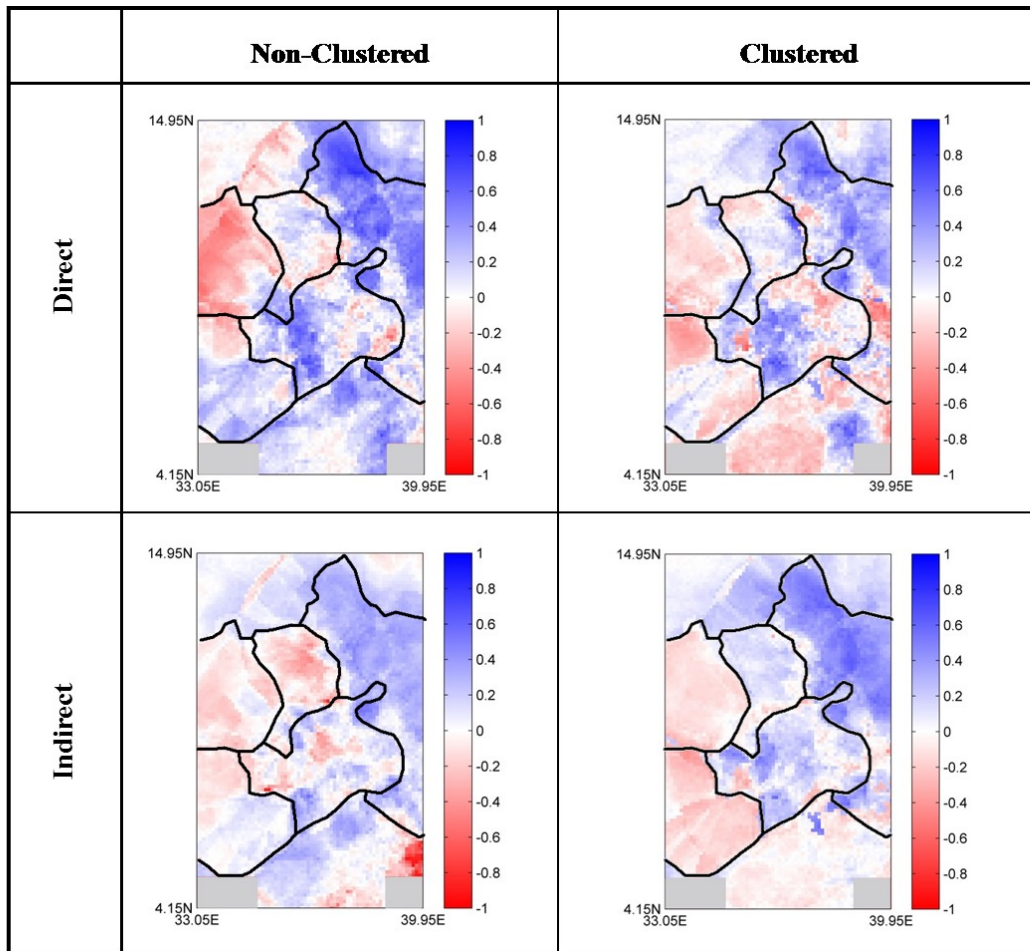 Non-Clustered
Clustered
Direct
14.95N
4.15N
33.05E
39.95E
1
0.8
0.6
0.4
0.2
0
-0.2
-0.4
-0.6
-0.8
-1
14.95N
4.15N
33.05E
39.95E
1
0.8
0.6
0.4
0.2
0
-0.2
-0.4
-0.6
-0.8
-1
Indirect
14.95N
4.15N
33.05E
39.95E
1
0.8
0.6
0.4
0.2
0
-0.2
-0.4
-0.6
-0.8
-1
14.95N
4.15N
33.05E
39.95E
1
0.8
0.6
0.4
0.2
0
-0.2
-0.4
-0.6
-0.8
-1